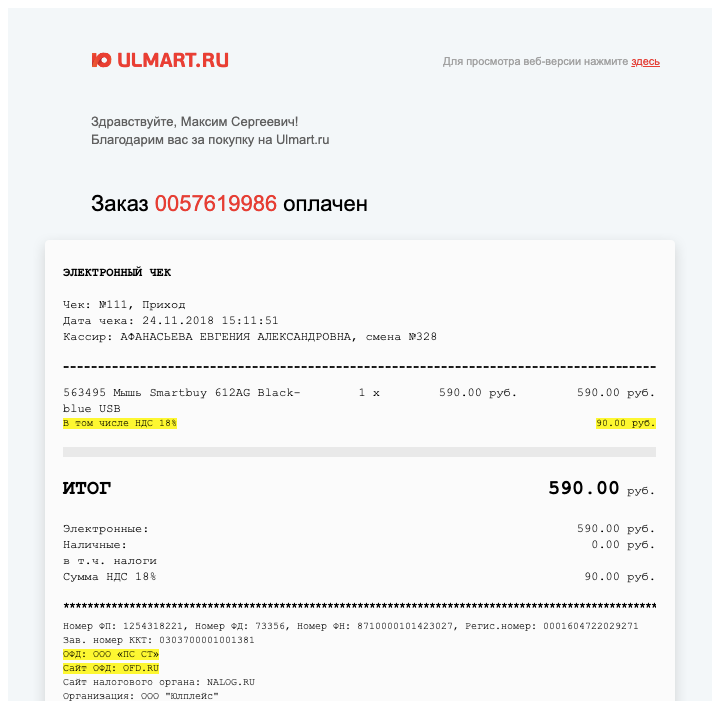 Ю ULMART.RU
Для просмотра веб-версии нажмите здесь
Здравствуйте, Максим Сергеевич!
Благодарим вас за покупку на Ulmart.ru
Заказ 0057619986 оплачен
ЭЛЕКТРОННЫЙ ЧЕК
Чек: №111, Приход
Дата чека: 24.11.2018 15:11:51
Кассир: АФАНАСЬЕВА ЕВГЕНИЯ АЛЕКСАНДРОВНА, смена №328
563495 Мышь Smartbuy 612AG Black- 1 x 590.00 руб. 590.00 руб.
blue USB
В том числе НДС 18% 90.00 руб.
ИТОГ 590.00 руб.
Электронные: 590.00 руб.
Наличные: 0.00 руб.
в т.ч. налоги
Сумма НДС 18% 90.00 руб.
Номер ФП: 1254318221, Номер ФД: 73356, Номер ФН: 8710000101423027, Регис.номер: 0001604722029271
Зав. номер ККТ: 0303700001001381
ОФД: ООО «ПС СТ»
Сайт ОФД: OFD.RU
Сайт налогового органа: NALOG.RU
Организация: ООО "Юлплейс"